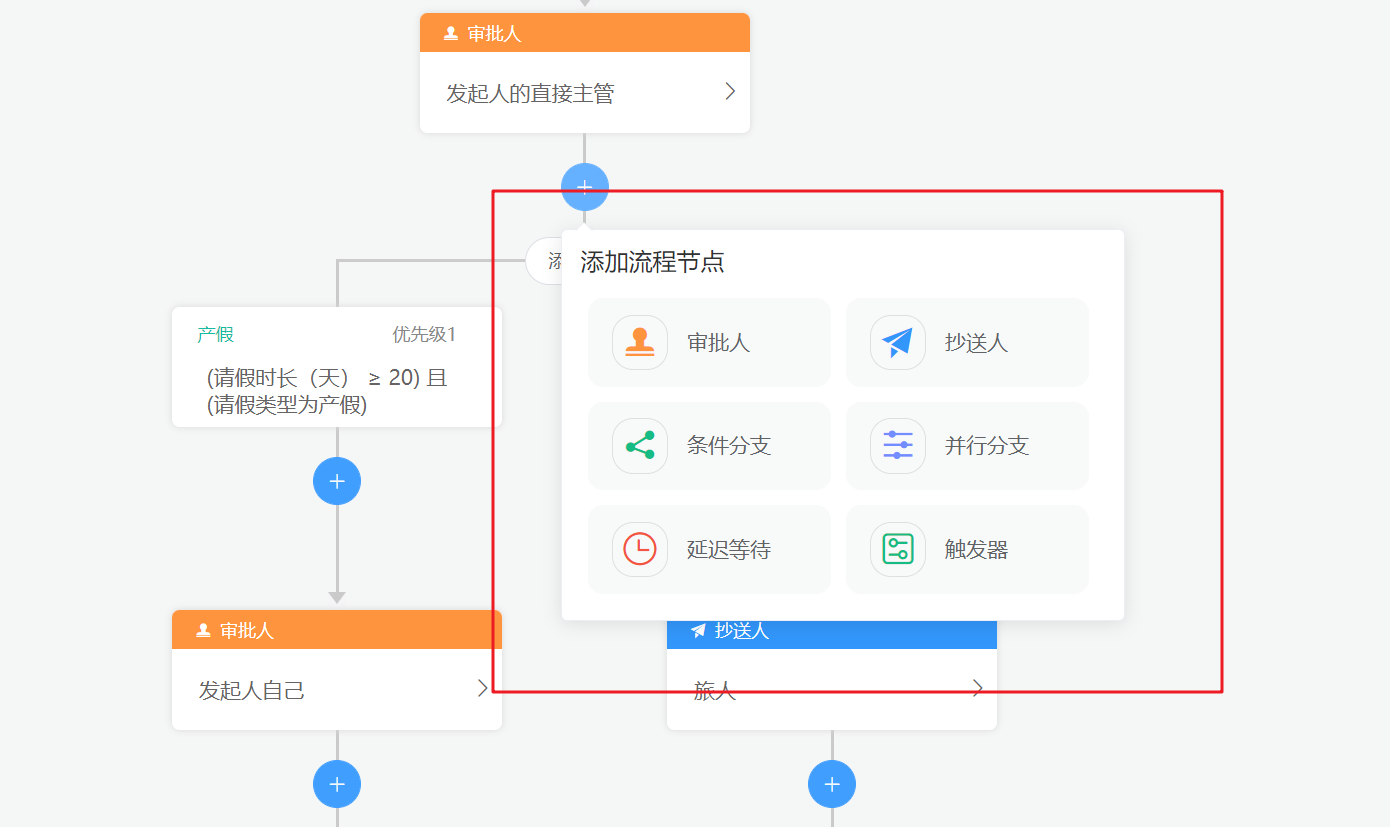 审批人
发起人的直接主管
添加流程节点
审批人
抄送人
条件分支
并行分支
延迟等待
触发器
产假
优先级1
(请假时长（天） ≥ 20) 且
(请假类型为产假)
审批人
发起人自己
抄送人
旅人